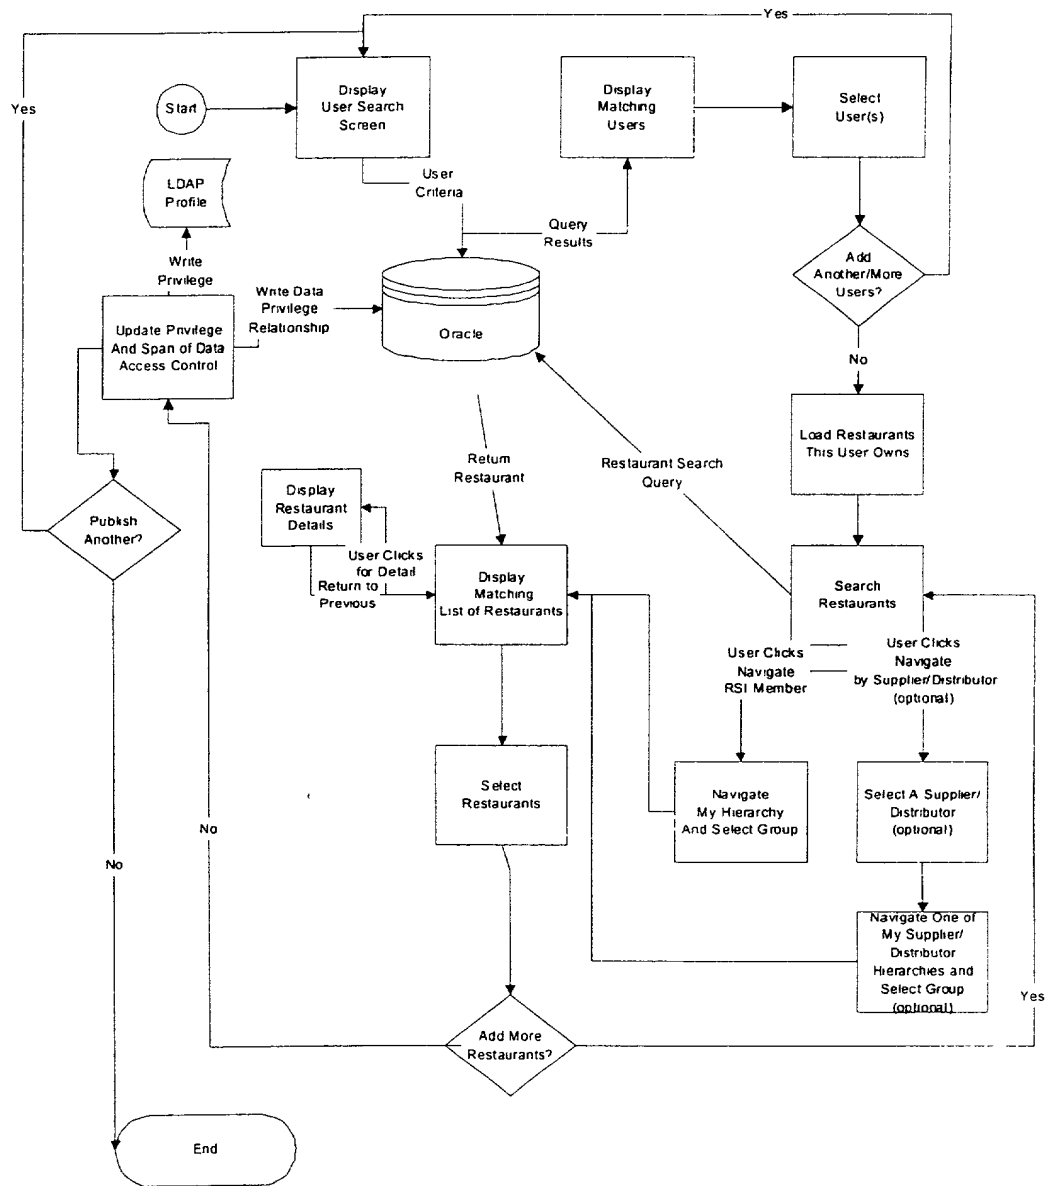 Yes
Yes
Start
Display
User Search
Screen
Display
Matching
Users
Select
User(s)
LDAP
Profile
User
Criteria
Query
Results
Write
Privilege
Add
Another/More
Users?
Write Data
Privilege
Relationship
Update Privilege
And Span of Data
Access Control
Oracle
No
Load Restaurants
This User Owns
Return
Restaurant
Restaurant Search
Query
Display
Restaurant
Details
Publish
Another?
User Clicks
for Detail
Return to
Previous
Display
Matching
List of Restaurants
Search
Restaurants
User Clicks
Navigate
RSI Member
User Clicks
Navigate
by Supplier/Distributor
(optional)
Select
Restaurants
Navigate
My Hierarchy
And Select Group
Select A Supplier/
Distributor
(optional)
No
No
Navigate One of
My Supplier/
Distributor
Hierarchies and
Select Group
(optional)
Yes
Add More
Restaurants?
End